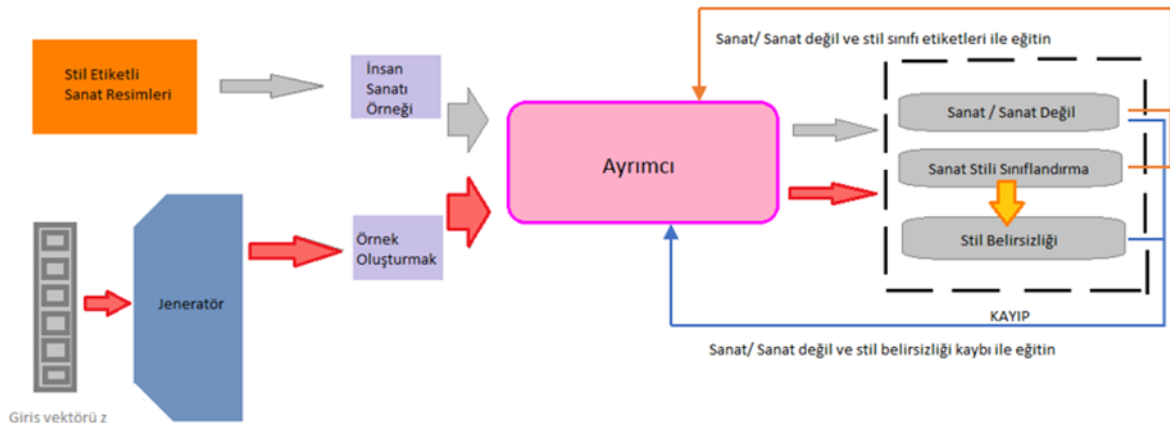 Sanat/ Sanat değil ve stil sınıfı etiketleri ile eğitin
Stil Etiketli
Sanat Resimleri
İnsan
Sanatı
Örneği
Ayrımcı
Sanat / Sanat Değil
Sanat Stili Sınıflandırma
Stil Belirsizliği
Örnek
Oluşturmak
Jeneratör
KAYIP
Sanat/ Sanat değil ve stil belirsizliği kaybı ile eğitin
Giriş vektörü z